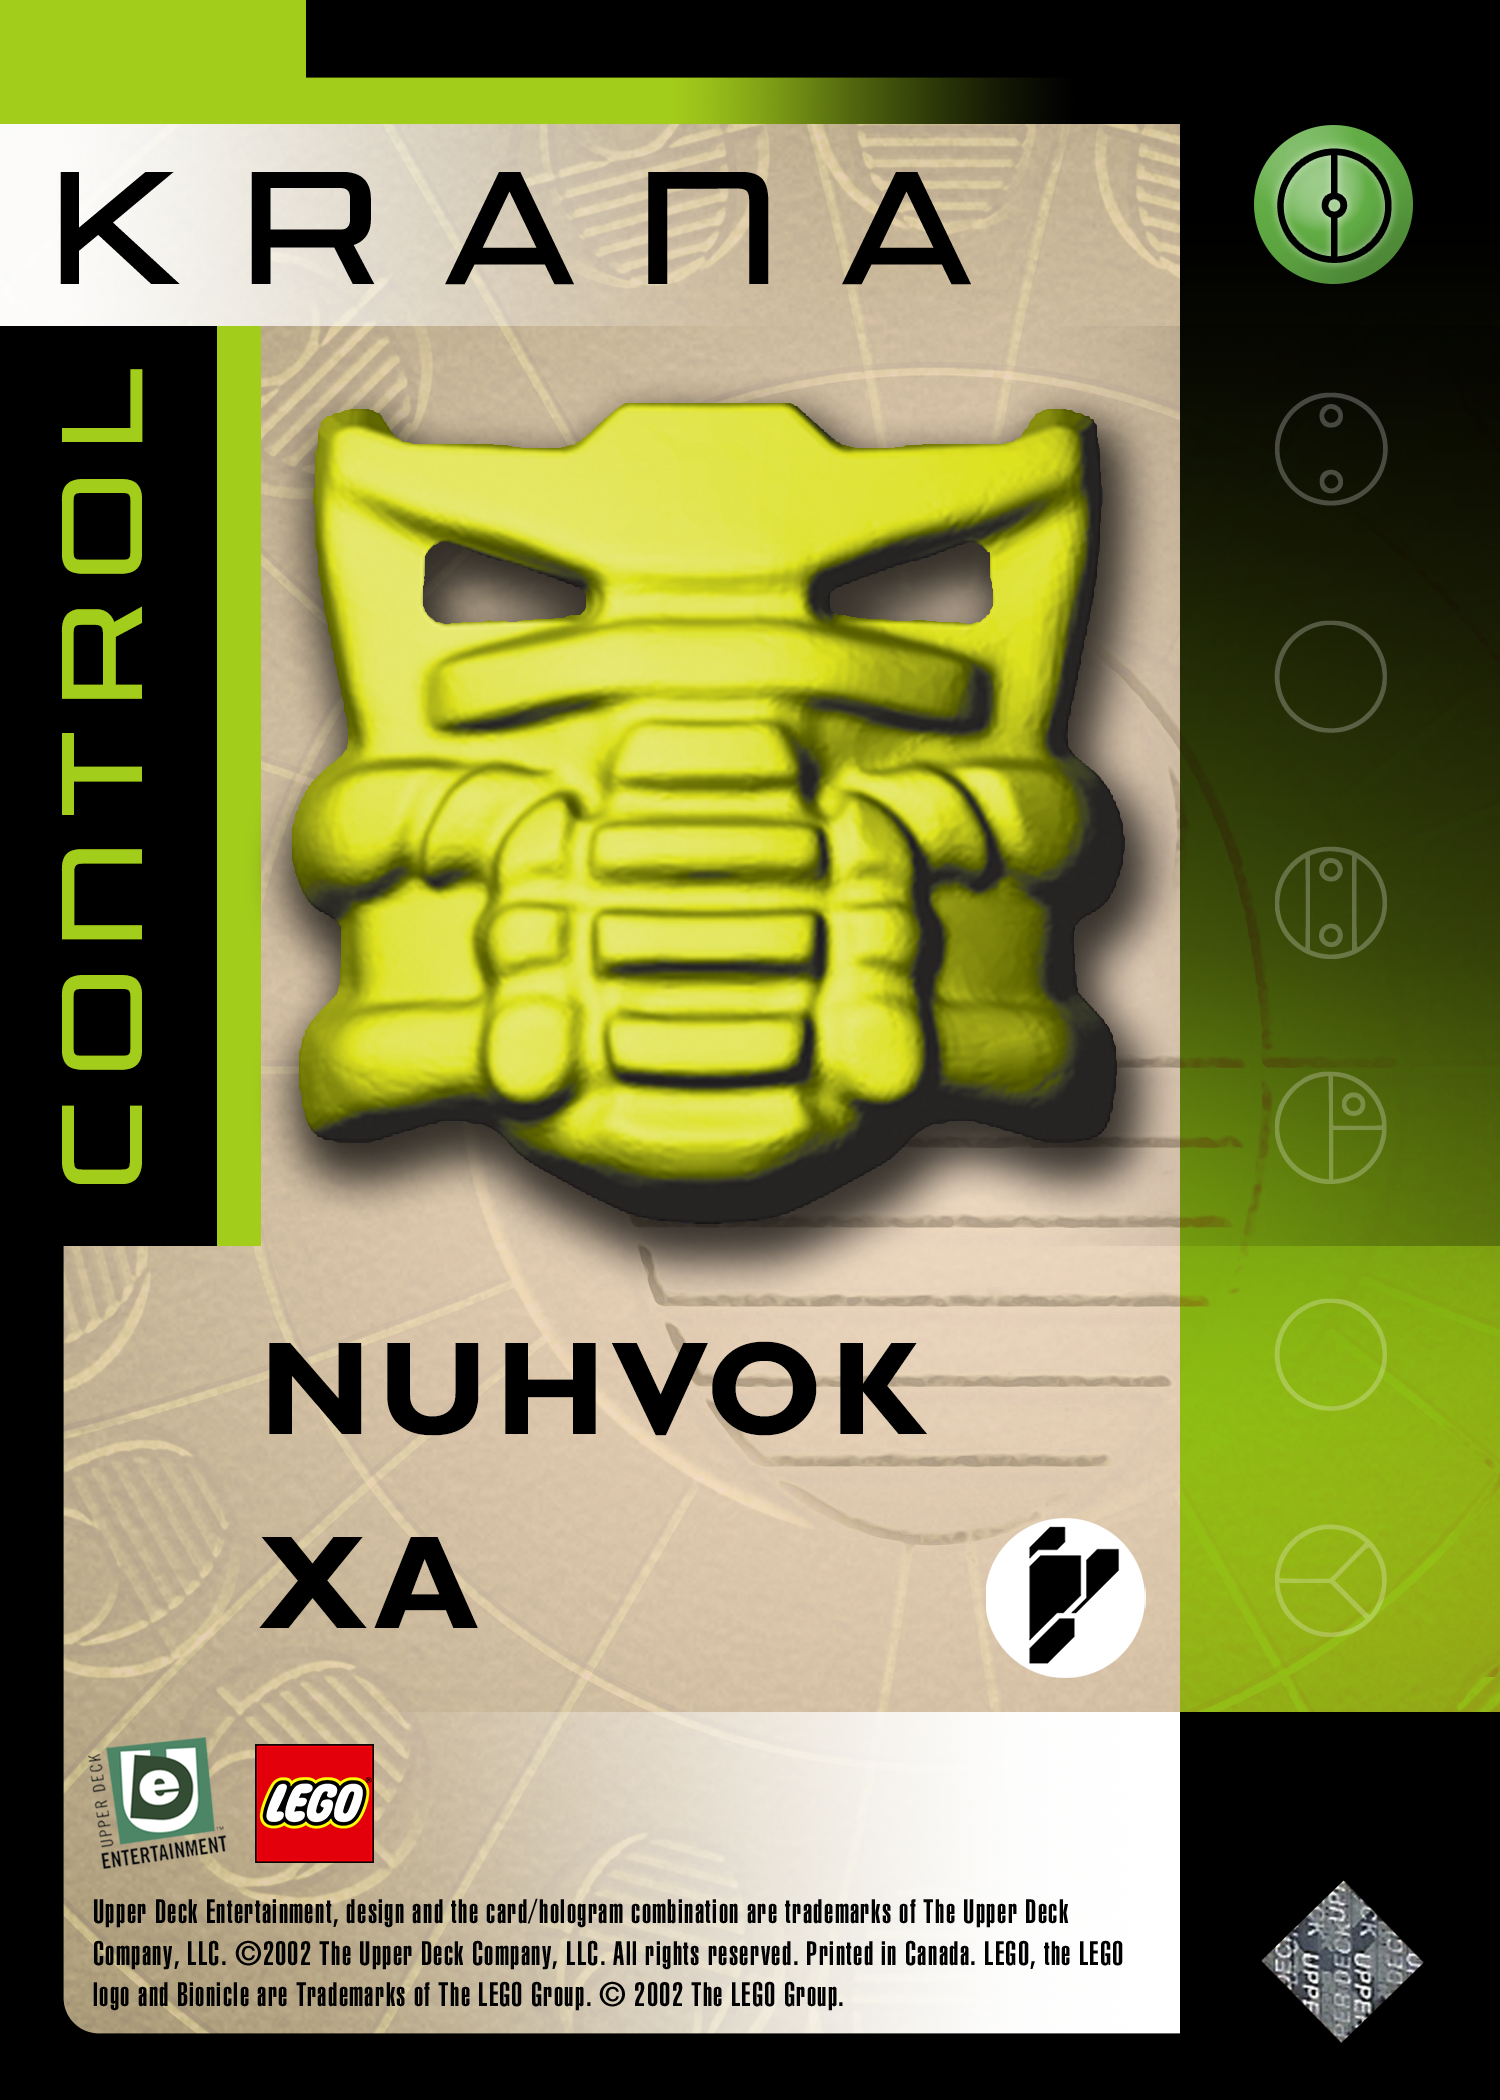 KRANA
CONTROL
NUHVOK
XA
UPPER DECK
ENTERTAINMENT™
LEGO
Upper Deck Entertainment, design and the card/hologram combination are trademarks of The Upper Deck
Company, LLC. ©2002 The Upper Deck Company, LLC. All rights reserved. Printed in Canada. LEGO, the LEGO
logo and Bionicle are Trademarks of The LEGO Group. © 2002 The LEGO Group.